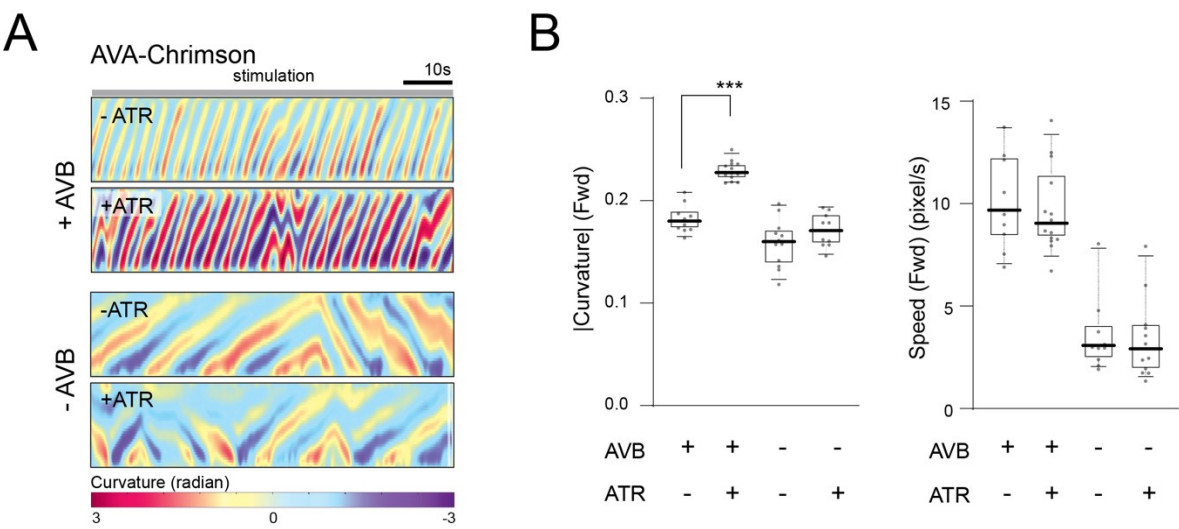 A
AVA-Chrimson
stimulation
10s
+ AVB
- ATR
+ATR
- AVB
-ATR
+ATR
Curvature (radian)
3 0 -3
B
|Curvature| (Fwd)
0.3
0.2
0.1
0.0
***
AVB + + - -
ATR - + - +
Speed (Fwd) (pixel/s)
15
10
5
0
AVB + + - -
ATR - + - +